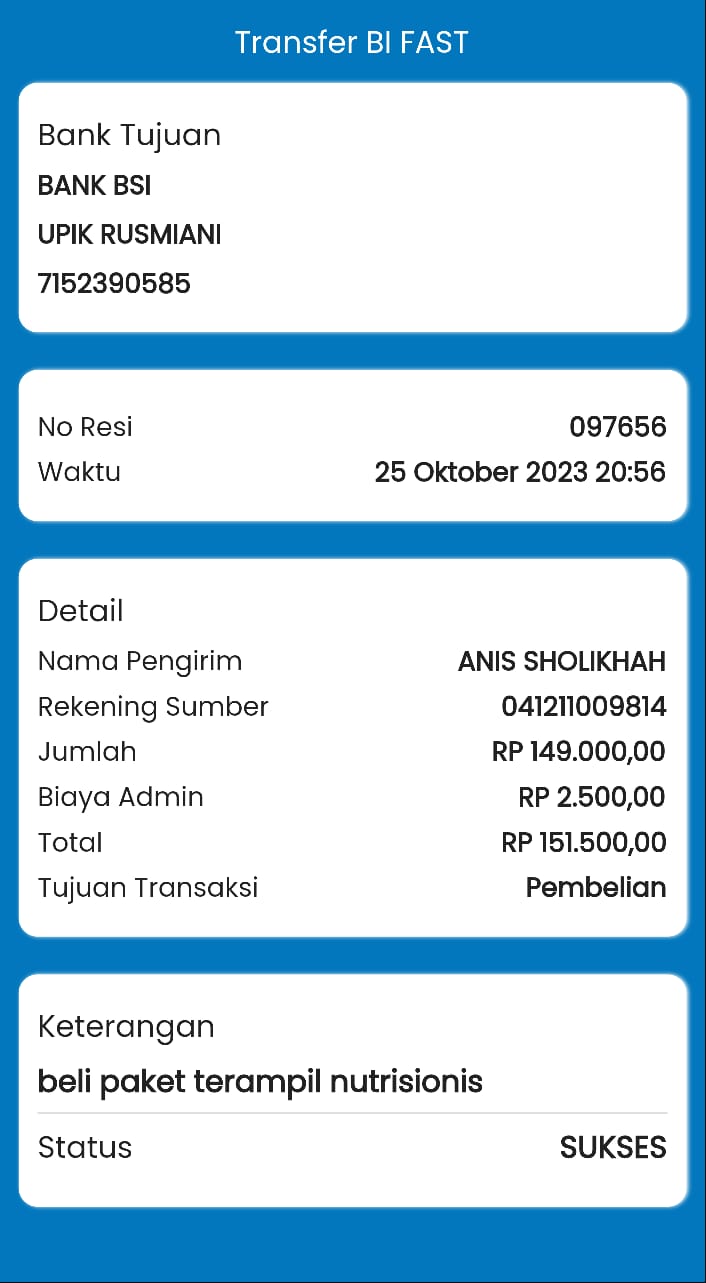 Transfer BI FAST
Bank Tujuan
BANK BSI
UPIK RUSMIANI
7152390585
No Resi 097656
Waktu 25 Oktober 2023 20:56
Detail
Nama Pengirim ANIS SHOLIKHAH
Rekening Sumber 041211009814
Jumlah RP 149.000,00
Biaya Admin RP 2.500,00
Total RP 151.500,00
Tujuan Transaksi Pembelian
Keterangan
beli paket terampil nutrisionis
Status SUKSES